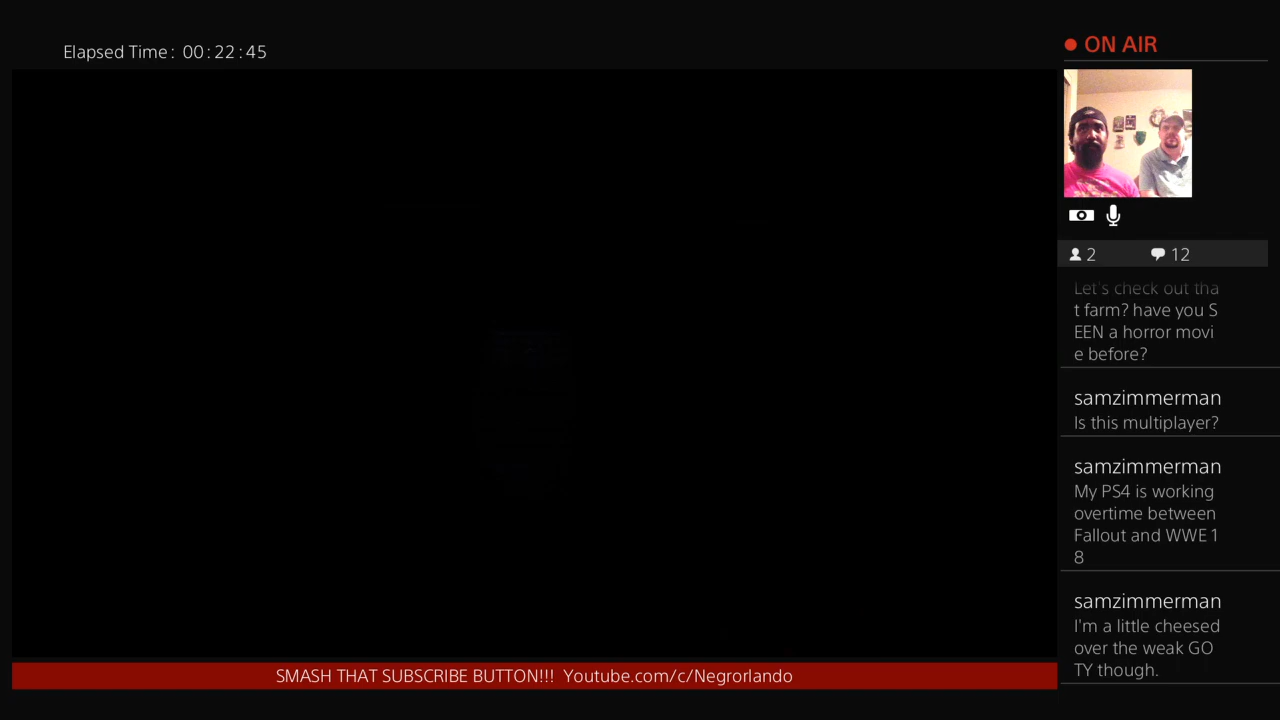 Elapsed Time: 00:22:45
ON AIR
2
12
Let's check out tha
t farm? have you S
EEN a horror movi
e before?
samzimmerman
Is this multiplayer?
samzimmerman
My PS4 is working
overtime between
Fallout and WWE 1
8
samzimmerman
I'm a little cheesed
over the weak GO
TY though.
SMASH THAT SUBSCRIBE BUTTON!!! Youtube.com/c/Negrorlando